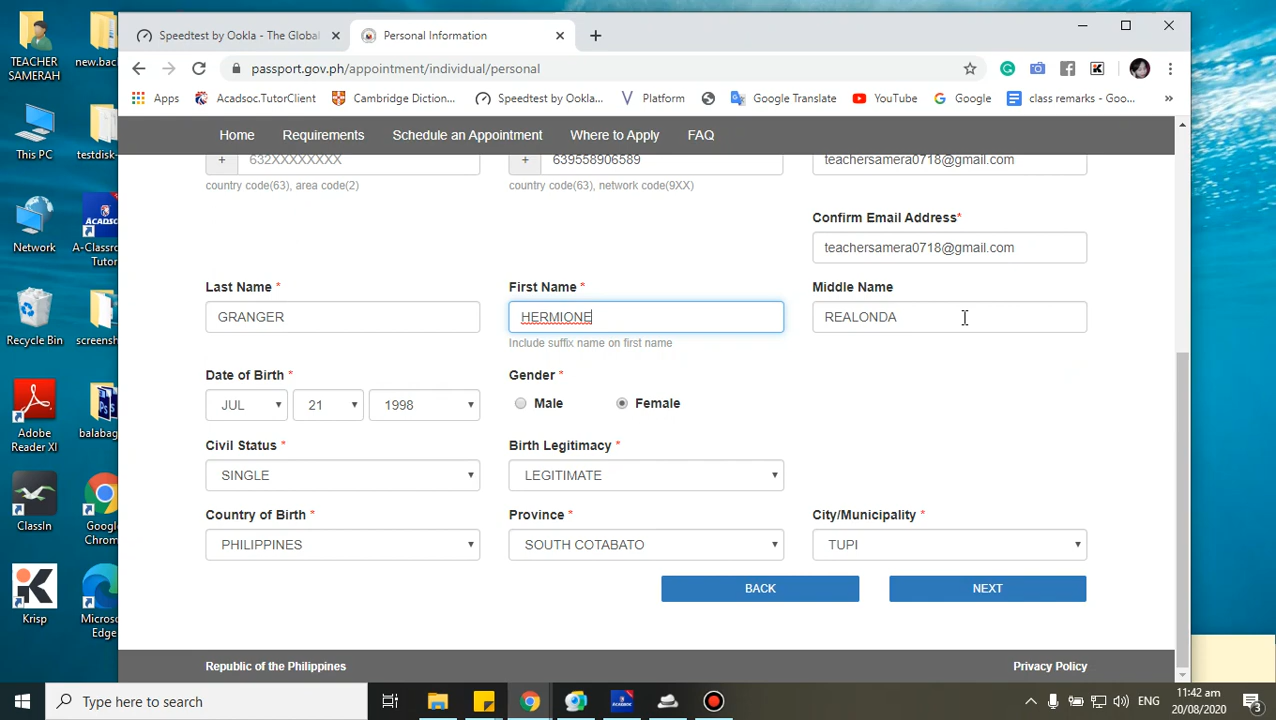 TEACHER SAMERAH
new.bac
This PC
testdisk-
Network
A-Classro
Tutor
Recycle Bin
screensh
Adobe Reader XI
balabag
ClassIn
Google
Chrom
Krisp
Microso
Edge
Speedtest by Ookla - The Global
Personal Information
passport.gov.ph/appointment/individual/personal
Apps
Acadsoc.TutorClient
Cambridge Diction...
Speedtest by Ookla...
Platform
Google Translate
YouTube
Google
class remarks - Goo...
»
Home Requirements Schedule an Appointment Where to Apply FAQ
+ 632XXXXXXXX
+ 639558906589
teachersamera0718@gmail.com
country code(63), area code(2)
country code(63), network code(9XX)
Confirm Email Address*
teachersamera0718@gmail.com
Last Name * First Name * Middle Name
GRANGER HERMIONE REALONDA
Include suffix name on first name
Date of Birth * Gender *
JUL 21 1998 Male Female
Civil Status * Birth Legitimacy *
SINGLE LEGITIMATE
Country of Birth * Province * City/Municipality *
PHILIPPINES SOUTH COTABATO TUPI
BACK NEXT
Republic of the Philippines Privacy Policy
Type here to search
ENG
11:42 am
20/08/2020
3